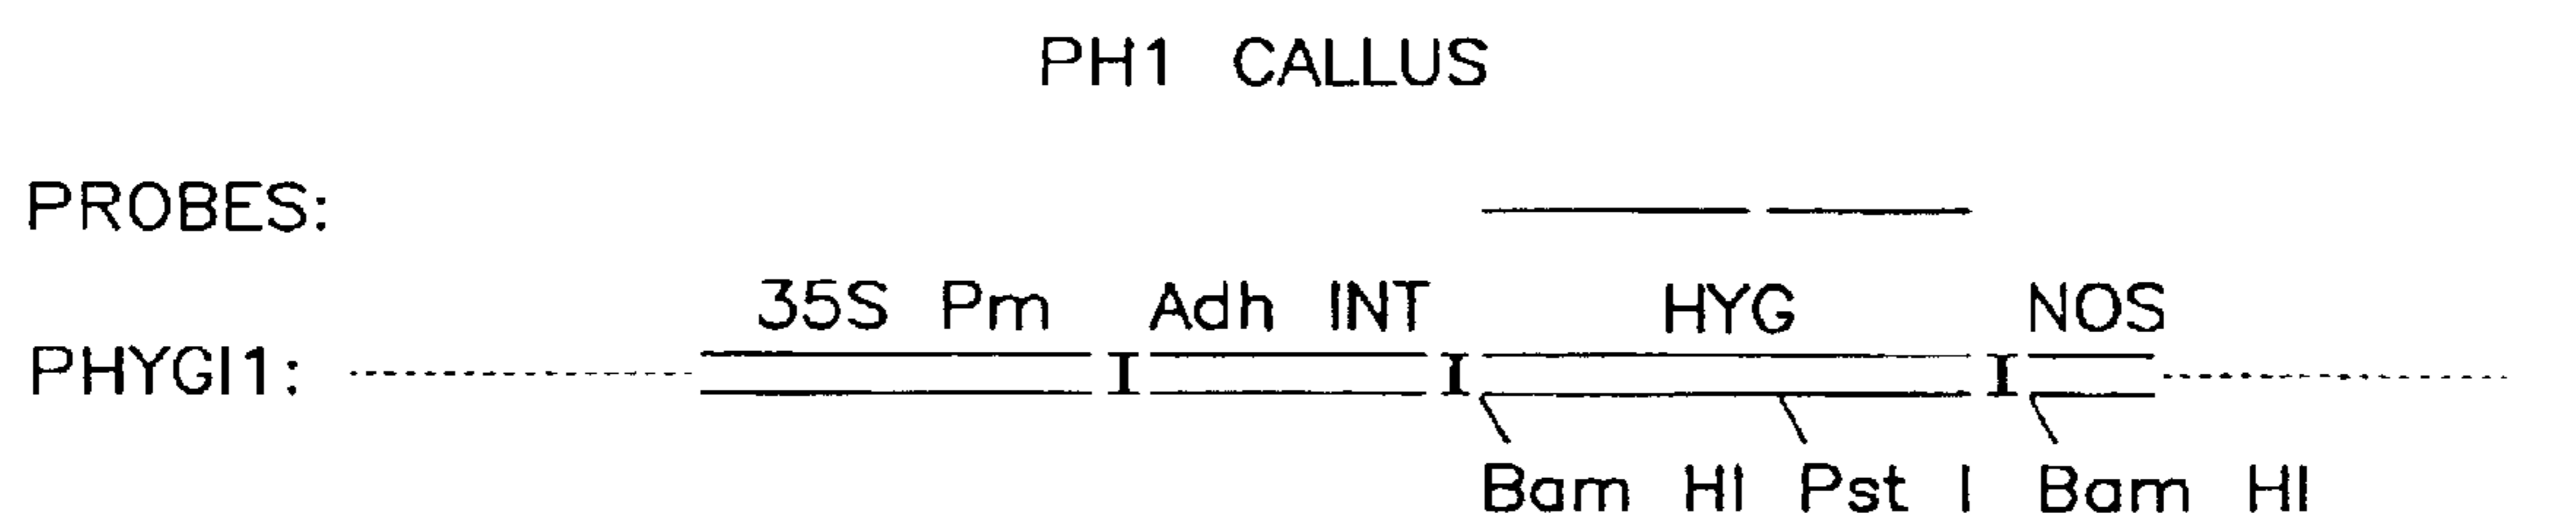 PH1 CALLUS
PROBES:
35S Pm Adh INT HYG NOS
PHYGI1:
Bam HI Pst I Bam HI